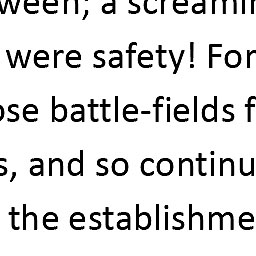 ween; a screamin
were safety! For
ose battle-fields f
s, and so continu
the establishme